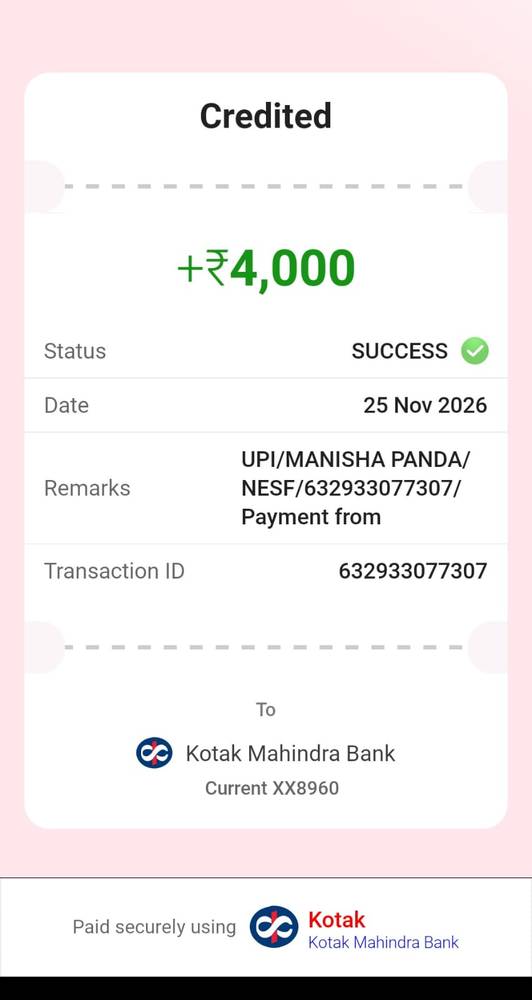 Credited
+₹4,000
Status SUCCESS
Date 25 Nov 2026
Remarks UPI/MANISHA PANDA/
NESF/632933077307/
Payment from
Transaction ID 632933077307
To
Kotak Mahindra Bank
Current XX8960
Paid securely using Kotak
Kotak Mahindra Bank